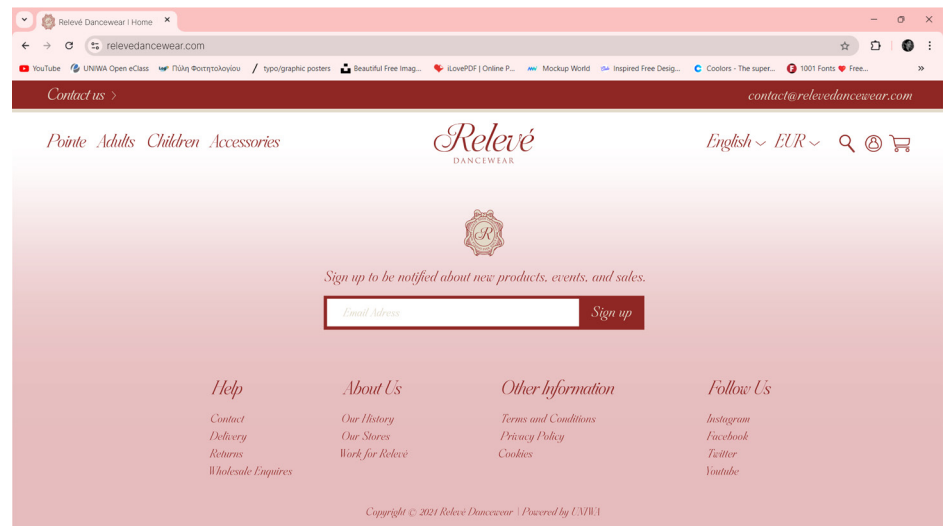 Relevé Dancewear | Home
relevedancewear.com
YouTube UNIWA Open eClass Πύλη Φοιτητολογίου typo/graphic posters Beautiful Free Imag... iLovePDF | Online P... Mockup World Inspired Free Desig... Coolors - The super... 1001 Fonts Free...
Contact us > contact@relevedancewear.com
Pointe Adults Children Accessories Relevé English EUR
DANCEWEAR
R
Sign up to be notified about new products, events, and sales.
Email Adress Sign up
Help About Us Other Information Follow Us
Contact Our History Terms and Conditions Instagram
Delivery Our Stores Privacy Policy Facebook
Returns Work for Relevé Cookies Twitter
Wholesale Enquires Youtube
Copyright © 2024 Relevé Dancewear | Powered by UNIWA